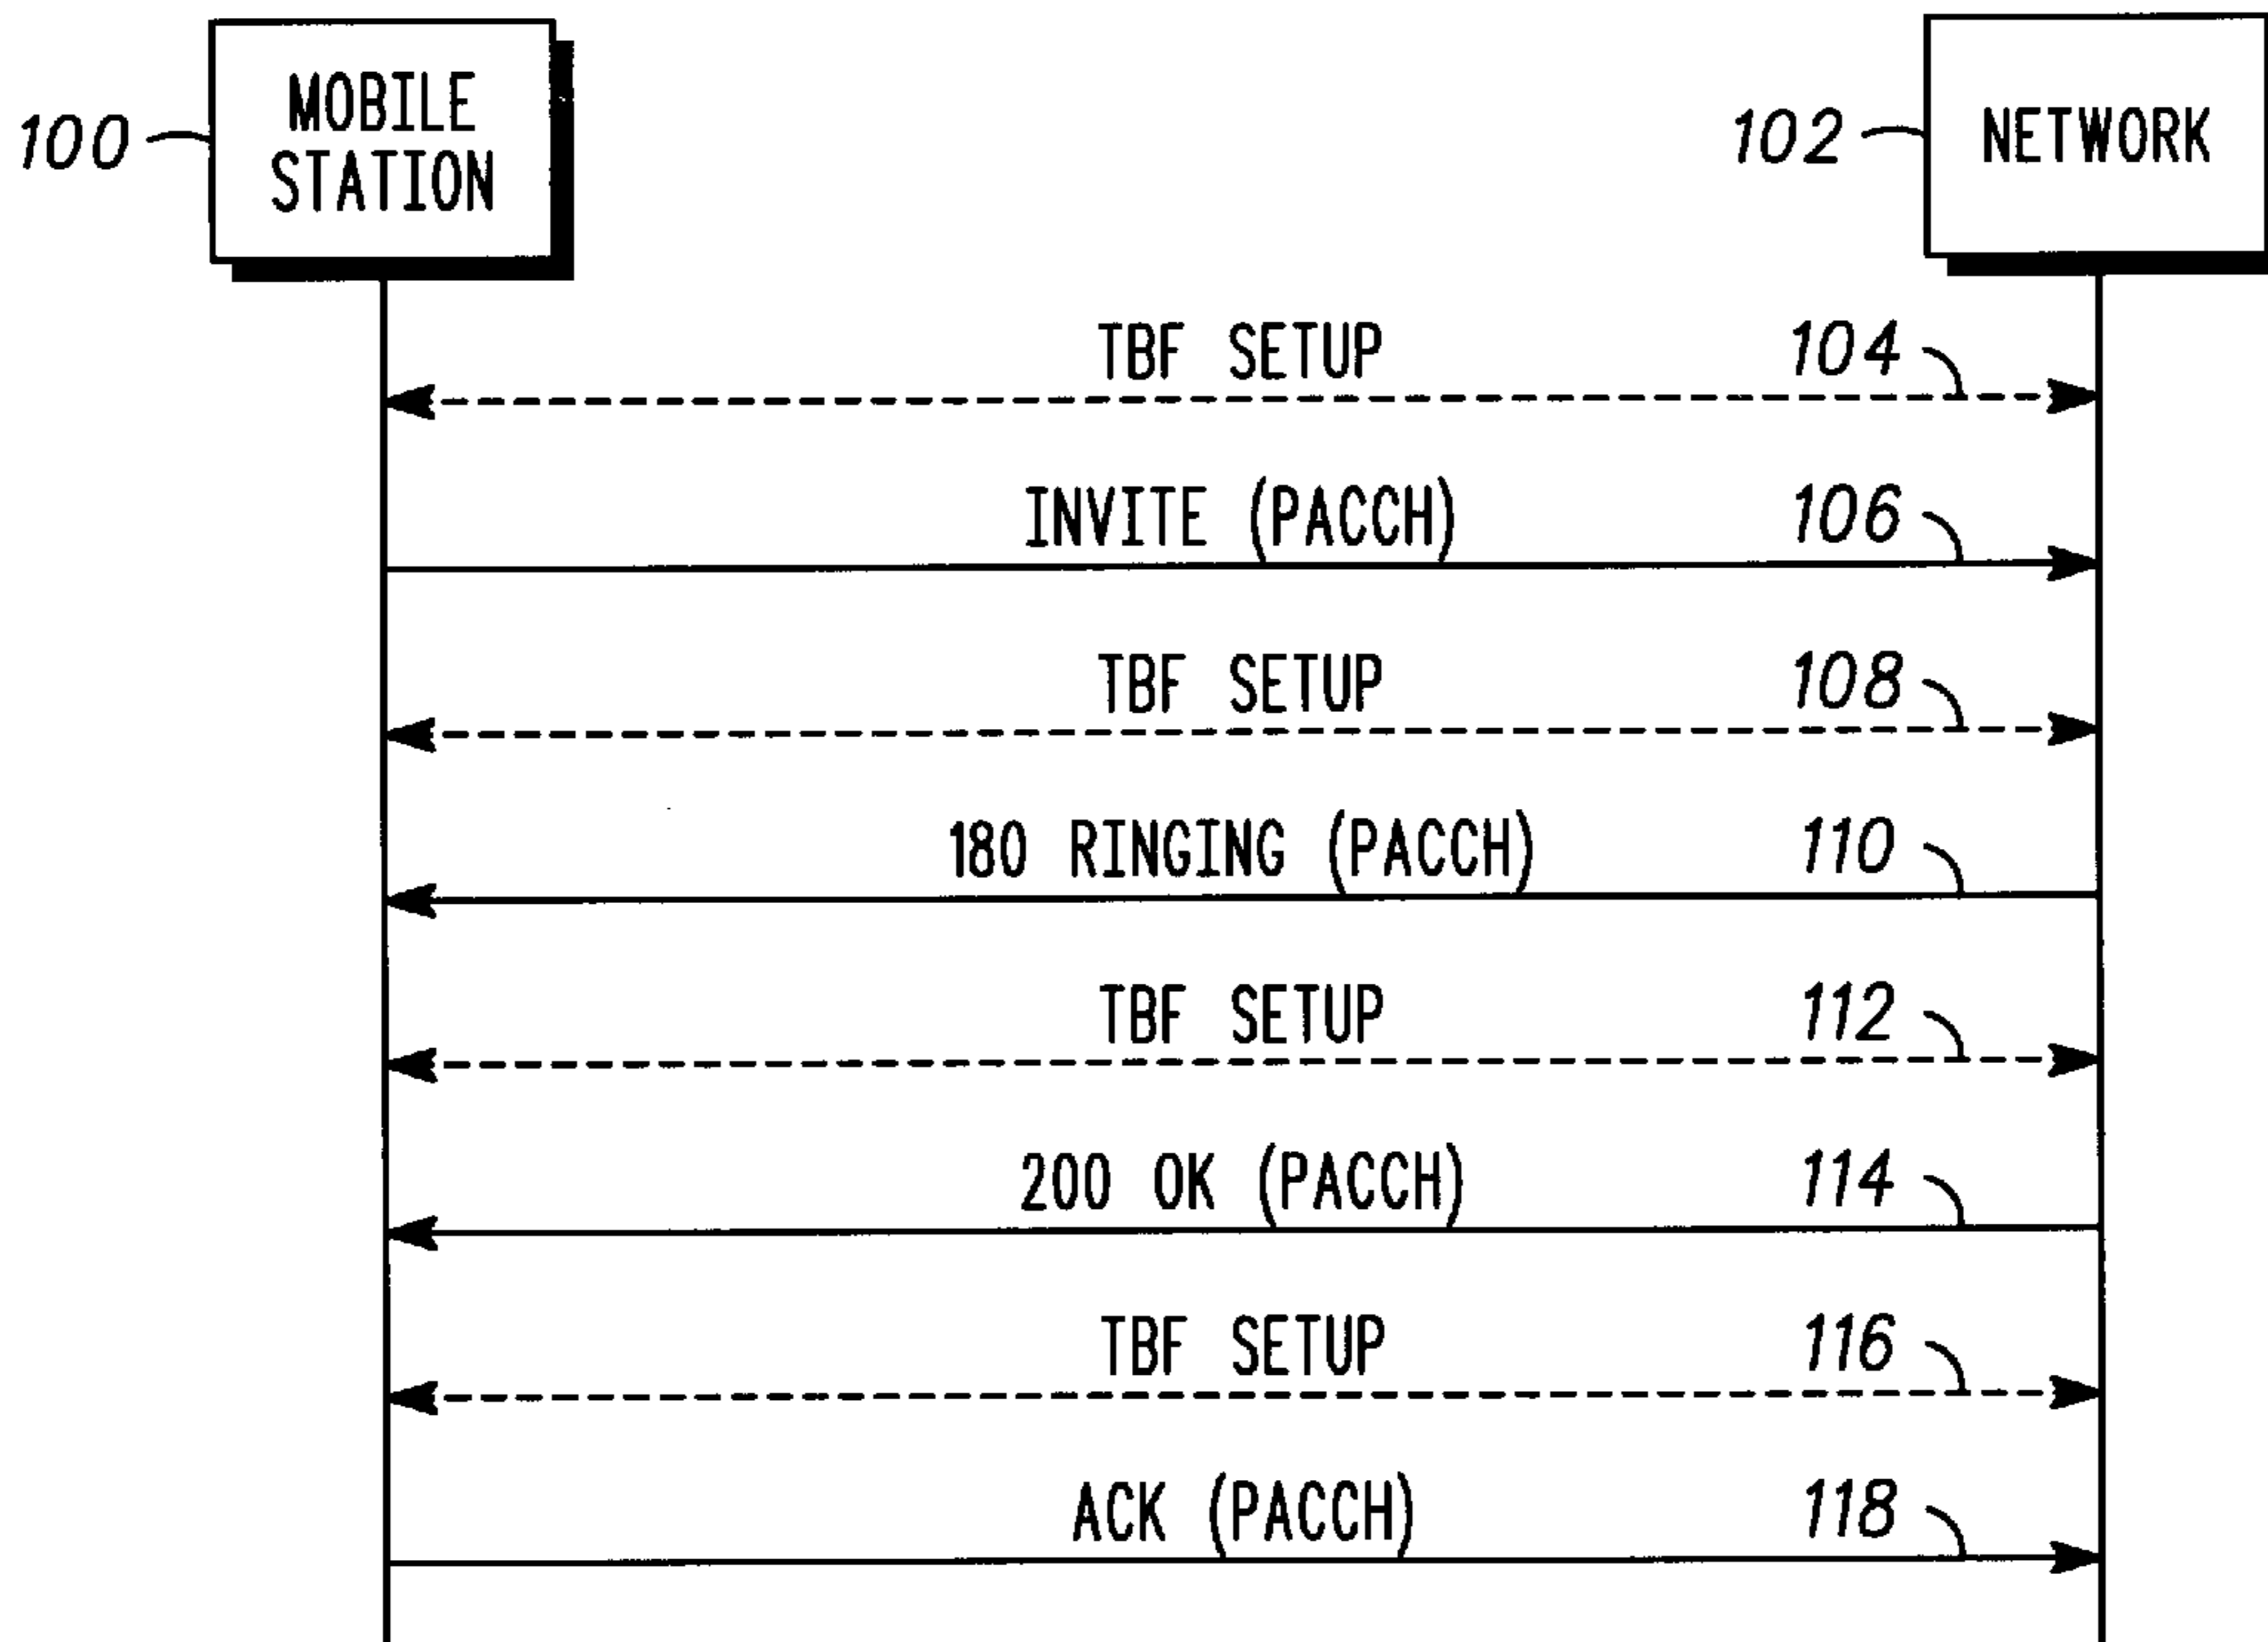 100
MOBILE
STATION
102
NETWORK
TBF SETUP 104
INVITE (PACCH) 106
TBF SETUP 108
180 RINGING (PACCH) 110
TBF SETUP 112
200 OK (PACCH) 114
TBF SETUP 116
ACK (PACCH) 118